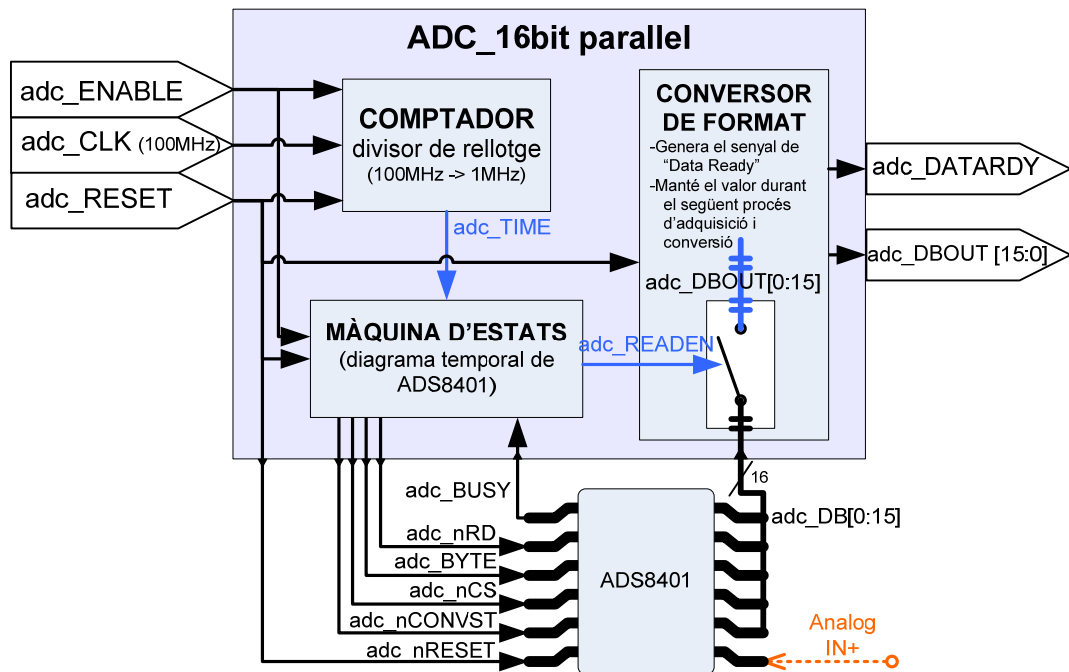 ADC_16bit parallel
adc_ENABLE
adc_CLK (100MHz)
adc_RESET
COMPTADOR
divisor de rellotge
(100MHz -> 1MHz)
adc_TIME
CONVERSOR
DE FORMAT
-Genera el senyal de
“Data Ready”
-Manté el valor durant
el següent procés
d’adquisició i
conversió
adc_DBOUT[0:15]
adc_DATARDY
adc_DBOUT [15:0]
MÀQUINA D’ESTATS
(diagrama temporal de
ADS8401)
adc_READEN
adc_BUSY
adc_nRD
adc_BYTE
adc_nCS
adc_nCONVST
adc_nRESET
ADS8401
16
adc_DB[0:15]
Analog
IN+